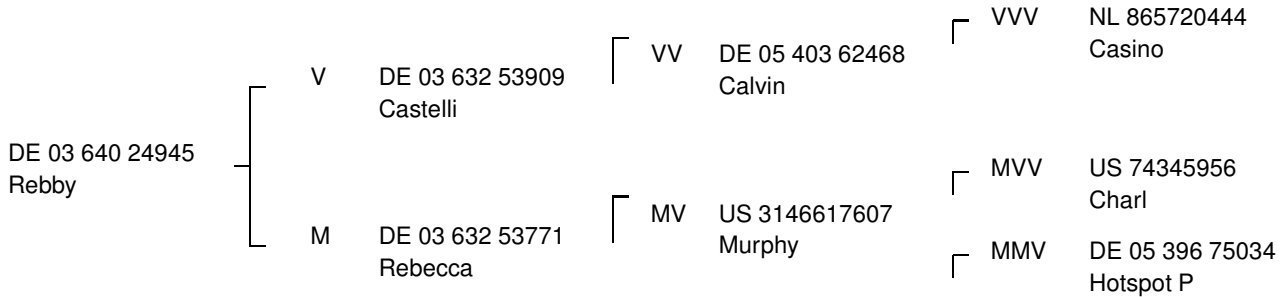 DE 03 640 24945
Rebby
V DE 03 632 53909
Castelli
M DE 03 632 53771
Rebecca
VV DE 05 403 62468
Calvin
MV US 3146617607
Murphy
VVV NL 865720444
Casino
MVV US 74345956
Charl
MMV DE 05 396 75034
Hotspot P